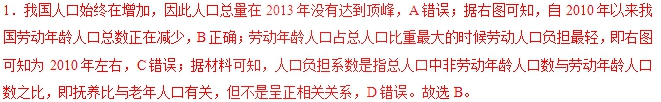 1．我国人口始终在增加，因此人口总量在 2013 年没有达到顶峰，A 错误；据右图可知，自 2010 年以来我
国劳动年龄人口总数正在减少，B 正确；劳动年龄人口占总人口比重最大的时候劳动人口负担最轻，即右图
可知为 2010 年左右，C 错误；据材料可知，人口负担系数是指总人口中非劳动年龄人口数与劳动年龄人口
数之比，即抚养比与老年人口有关，但不是呈正相关关系，D 错误。故选 B。